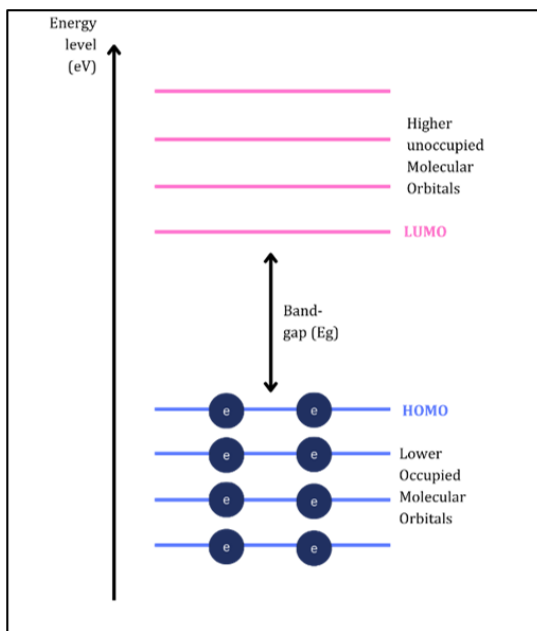 Energy
level
(eV)
Higher
unoccupied
Molecular
Orbitals
LUMO
Band-
gap (Eg)
e e
HOMO
e e
Lower
Occupied
e e
Molecular
Orbitals
e e